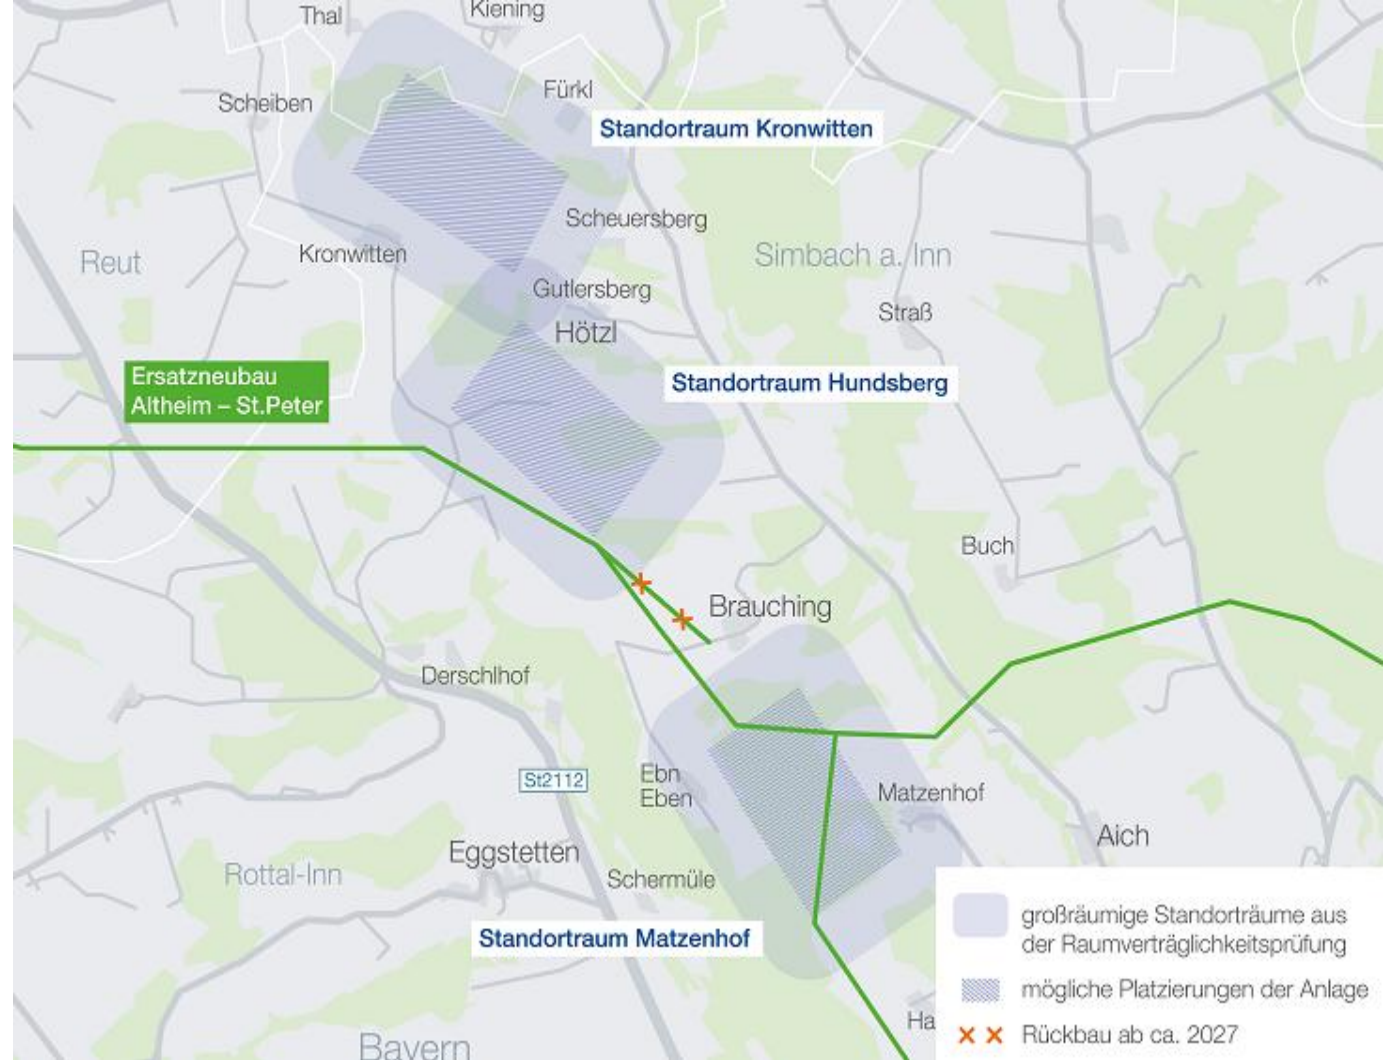 Thal
Kiening
Scheiben
Fürkl
Standortraum Kronwitten
Scheuersberg
Kronwitten
Reut
Simbach a. Inn
Gutlersberg
Hötzl
Straß
Ersatzneubau
Altheim – St.Peter
Standortraum Hundsberg
Buch
Brauching
Derschlhof
St2112
Ebn
Eben
Matzenhof
Aich
Eggstetten
Rottal-Inn
Schermüle
Standortraum Matzenhof
großräumige Standorträume aus
der Raumverträglichkeitsprüfung
mögliche Platzierungen der Anlage
Ha
Rückbau ab ca. 2027
Bayern